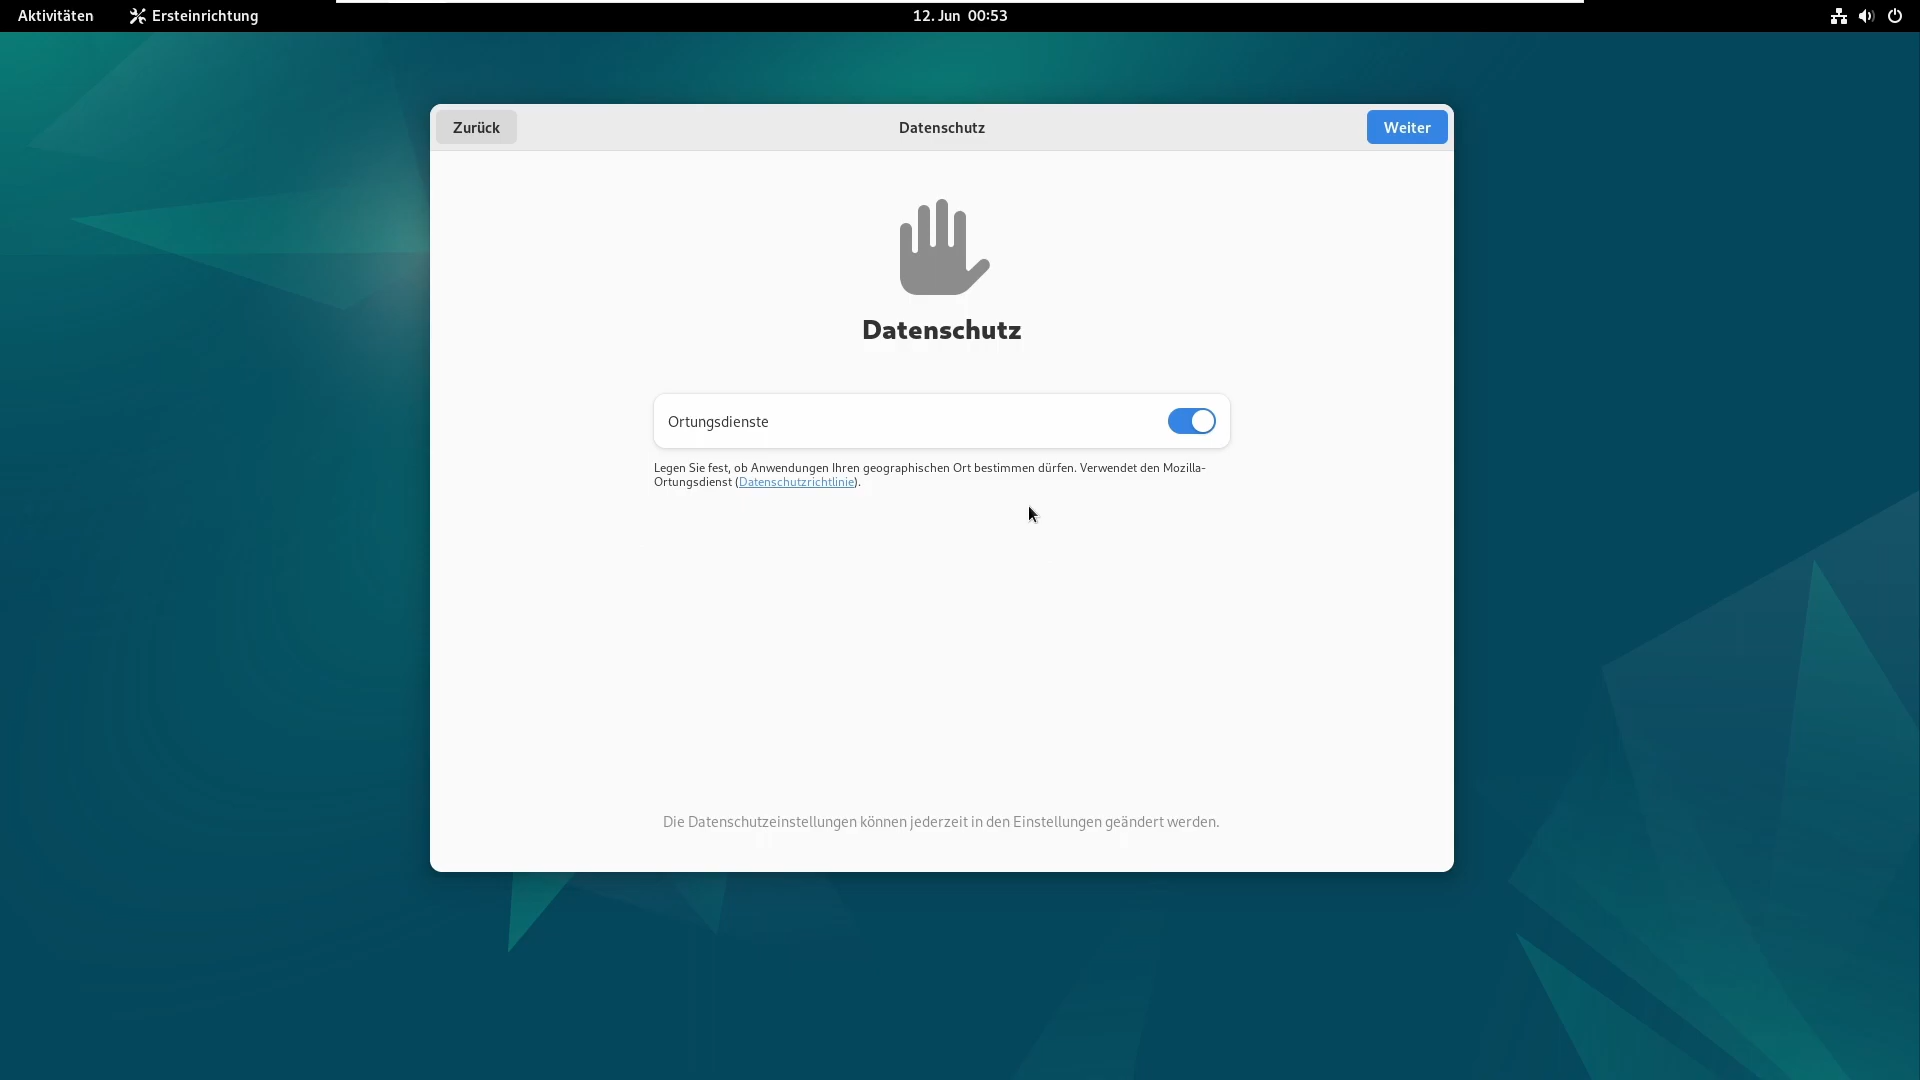 Aktivitäten
Ersteinrichtung
12. Jun 00:53
Zurück
Datenschutz
Weiter
Datenschutz
Ortungsdienste
Legen Sie fest, ob Anwendungen Ihren geographischen Ort bestimmen dürfen. Verwendet den Mozilla-
Ortungsdienst (Datenschutzrichtlinie).
Die Datenschutzeinstellungen können jederzeit in den Einstellungen geändert werden.